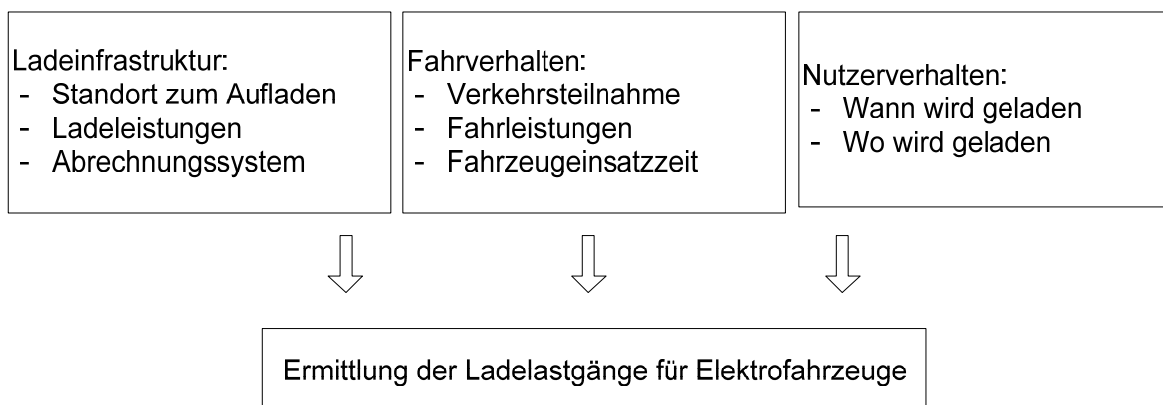 Ladeinfrastruktur:
- Standort zum Aufladen
- Ladeleistungen
- Abrechnungssystem
Fahrverhalten:
- Verkehrsteilnahme
- Fahrleistungen
- Fahrzeugeinsatzzeit
Nutzerverhalten:
- Wann wird geladen
- Wo wird geladen
Ermittlung der Ladelastgänge für Elektrofahrzeuge